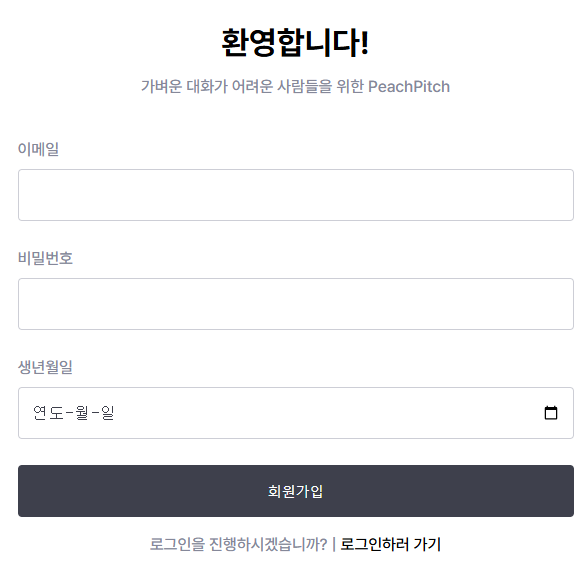 환영합니다!
가벼운 대화가 어려운 사람들을 위한 PeachPitch
이메일
비밀번호
생년월일
연도-월-일
회원가입
로그인을 진행하시겠습니까? | 로그인하러 가기